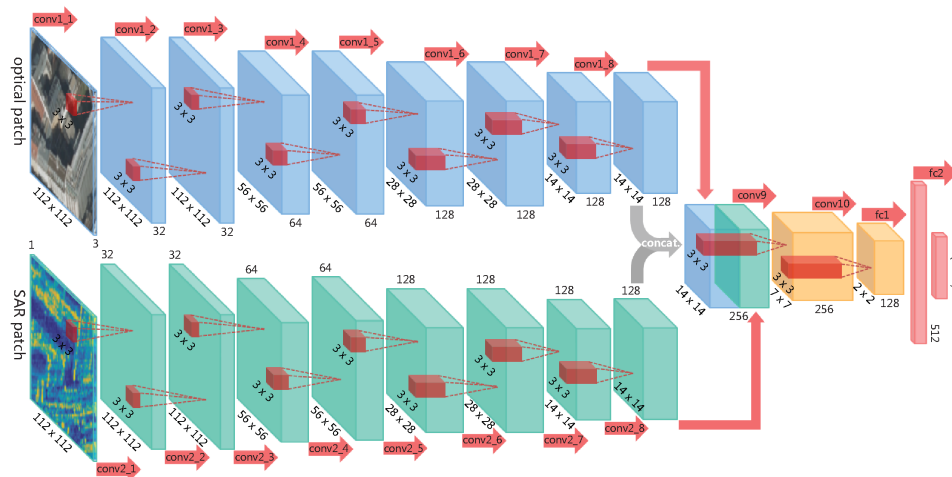 conv1_1
conv1_2
conv1_3
conv1_4
conv1_5
conv1_6
conv1_7
conv1_8
optical patch
3 x 3
3 x 3
3 x 3
3 x 3
3 x 3
3 x 3
3 x 3
3 x 3
112 x 112
112 x 112
112 x 112
56 x 56
56 x 56
28 x 28
28 x 28
14 x 14
14 x 14
3
32
32
64
64
128
128
128
128
concat.
conv9
conv10
fc1
fc2
3 x 3
3 x 3
14 x 14
256
7 x 7
256
2 x 2
128
512
SAR patch
1
32
32
64
64
128
128
128
128
3 x 3
3 x 3
3 x 3
3 x 3
3 x 3
3 x 3
3 x 3
3 x 3
112 x 112
112 x 112
112 x 112
56 x 56
56 x 56
28 x 28
28 x 28
14 x 14
14 x 14
conv2_1
conv2_2
conv2_3
conv2_4
conv2_5
conv2_6
conv2_7
conv2_8